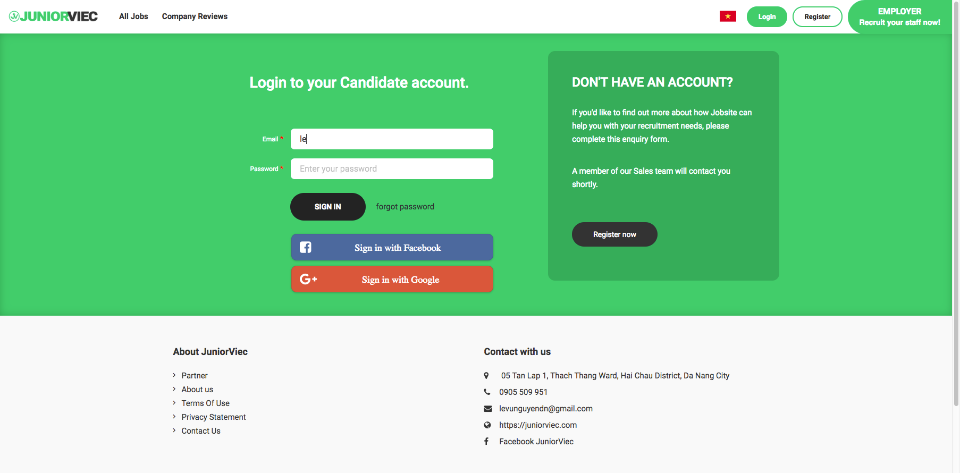 JUNIORVIEC
All Jobs
Company Reviews
Login
Register
EMPLOYER
Recruit your staff now!
Login to your Candidate account.
Email *
le
Password *
Enter your password
SIGN IN
forgot password
Sign in with Facebook
G+ Sign in with Google
DON'T HAVE AN ACCOUNT?
If you'd like to find out more about how Jobsite can
help you with your recruitment needs, please
complete this enquiry form.
A member of our Sales team will contact you
shortly.
Register now
About JuniorViec
Partner
About us
Terms Of Use
Privacy Statement
Contact Us
Contact with us
05 Tan Lap 1, Thach Thang Ward, Hai Chau District, Da Nang City
0905 509 951
levunguyendn@gmail.com
https://juniorviec.com
Facebook JuniorViec